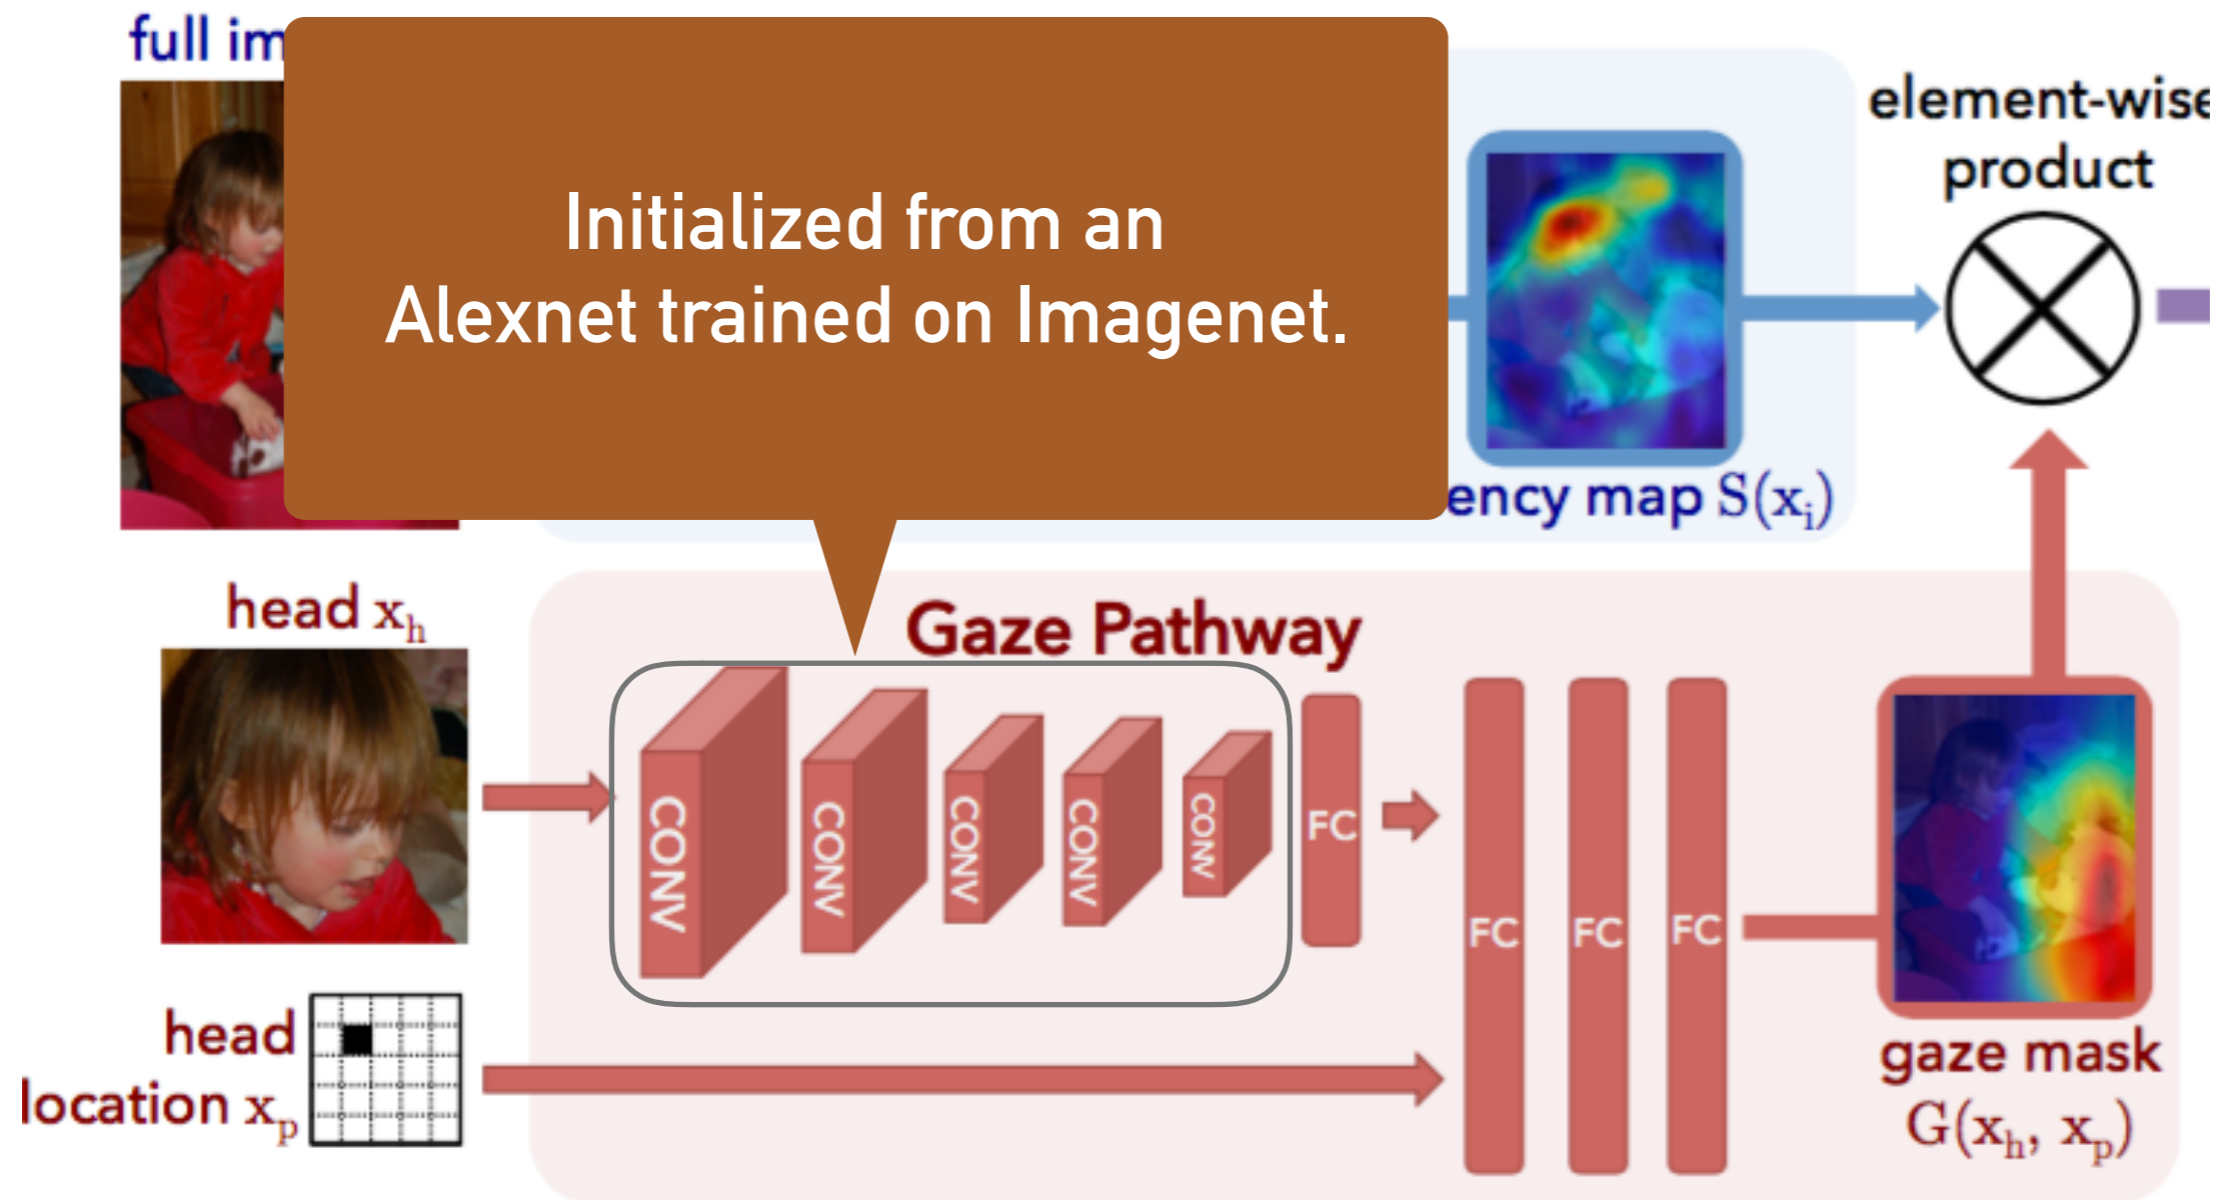 full im
Initialized from an
Alexnet trained on Imagenet.
element-wise
product
ency map S(xᵢ)
head xₕ
Gaze Pathway
CONV
CONV
CONV
CONV
CONV
FC
FC
FC
FC
head
location xₚ
gaze mask
G(xₕ, xₚ)